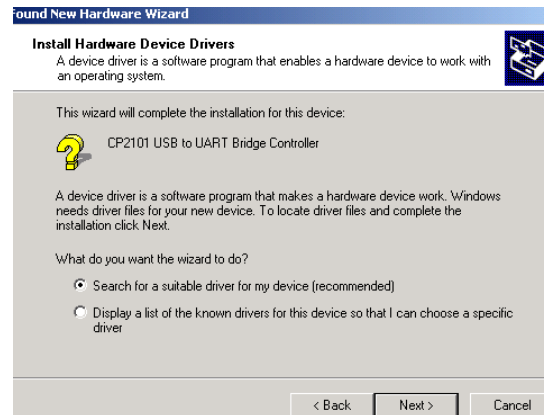 ound New Hardware Wizard
Install Hardware Device Drivers
A device driver is a software program that enables a hardware device to work with
an operating system.
This wizard will complete the installation for this device:
CP2101 USB to UART Bridge Controller
A device driver is a software program that makes a hardware device work. Windows
needs driver files for your new device. To locate driver files and complete the
installation click Next.
What do you want the wizard to do?
Search for a suitable driver for my device (recommended)
Display a list of the known drivers for this device so that I can choose a specific
driver
< Back Next > Cancel